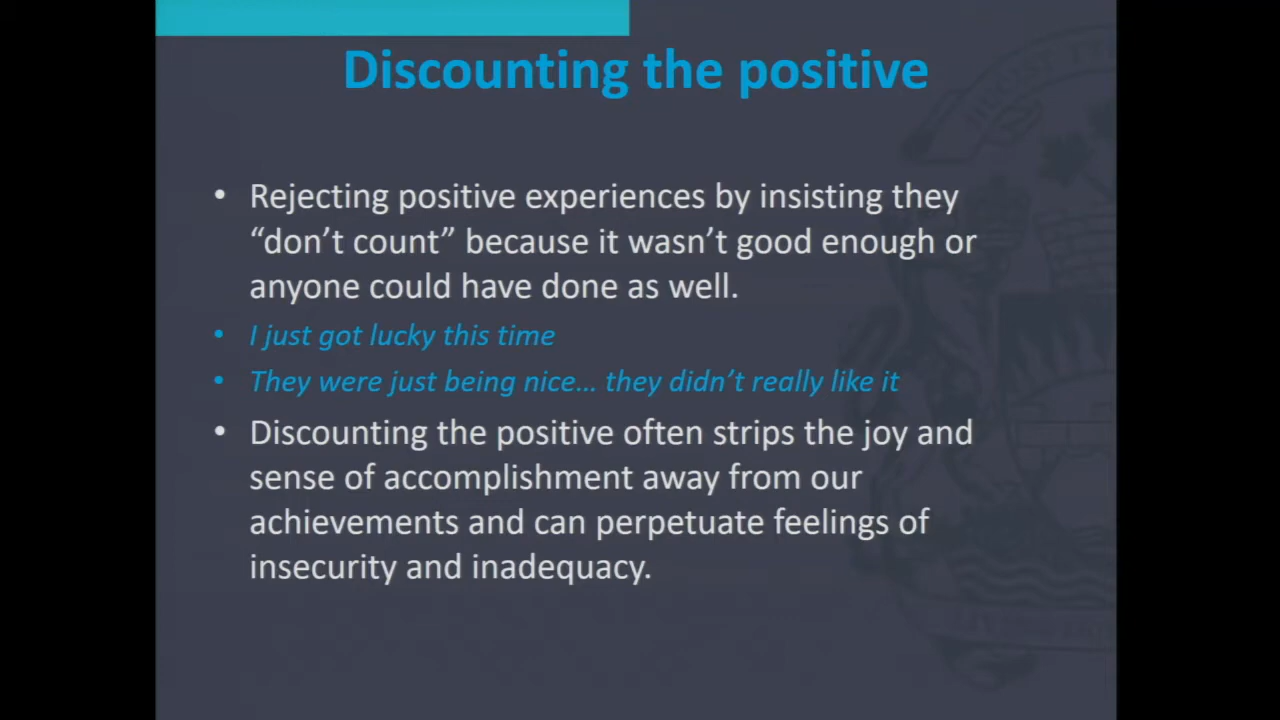 Discounting the positive
• Rejecting positive experiences by insisting they
“don’t count” because it wasn’t good enough or
anyone could have done as well.
• I just got lucky this time
• They were just being nice… they didn’t really like it
• Discounting the positive often strips the joy and
sense of accomplishment away from our
achievements and can perpetuate feelings of
insecurity and inadequacy.